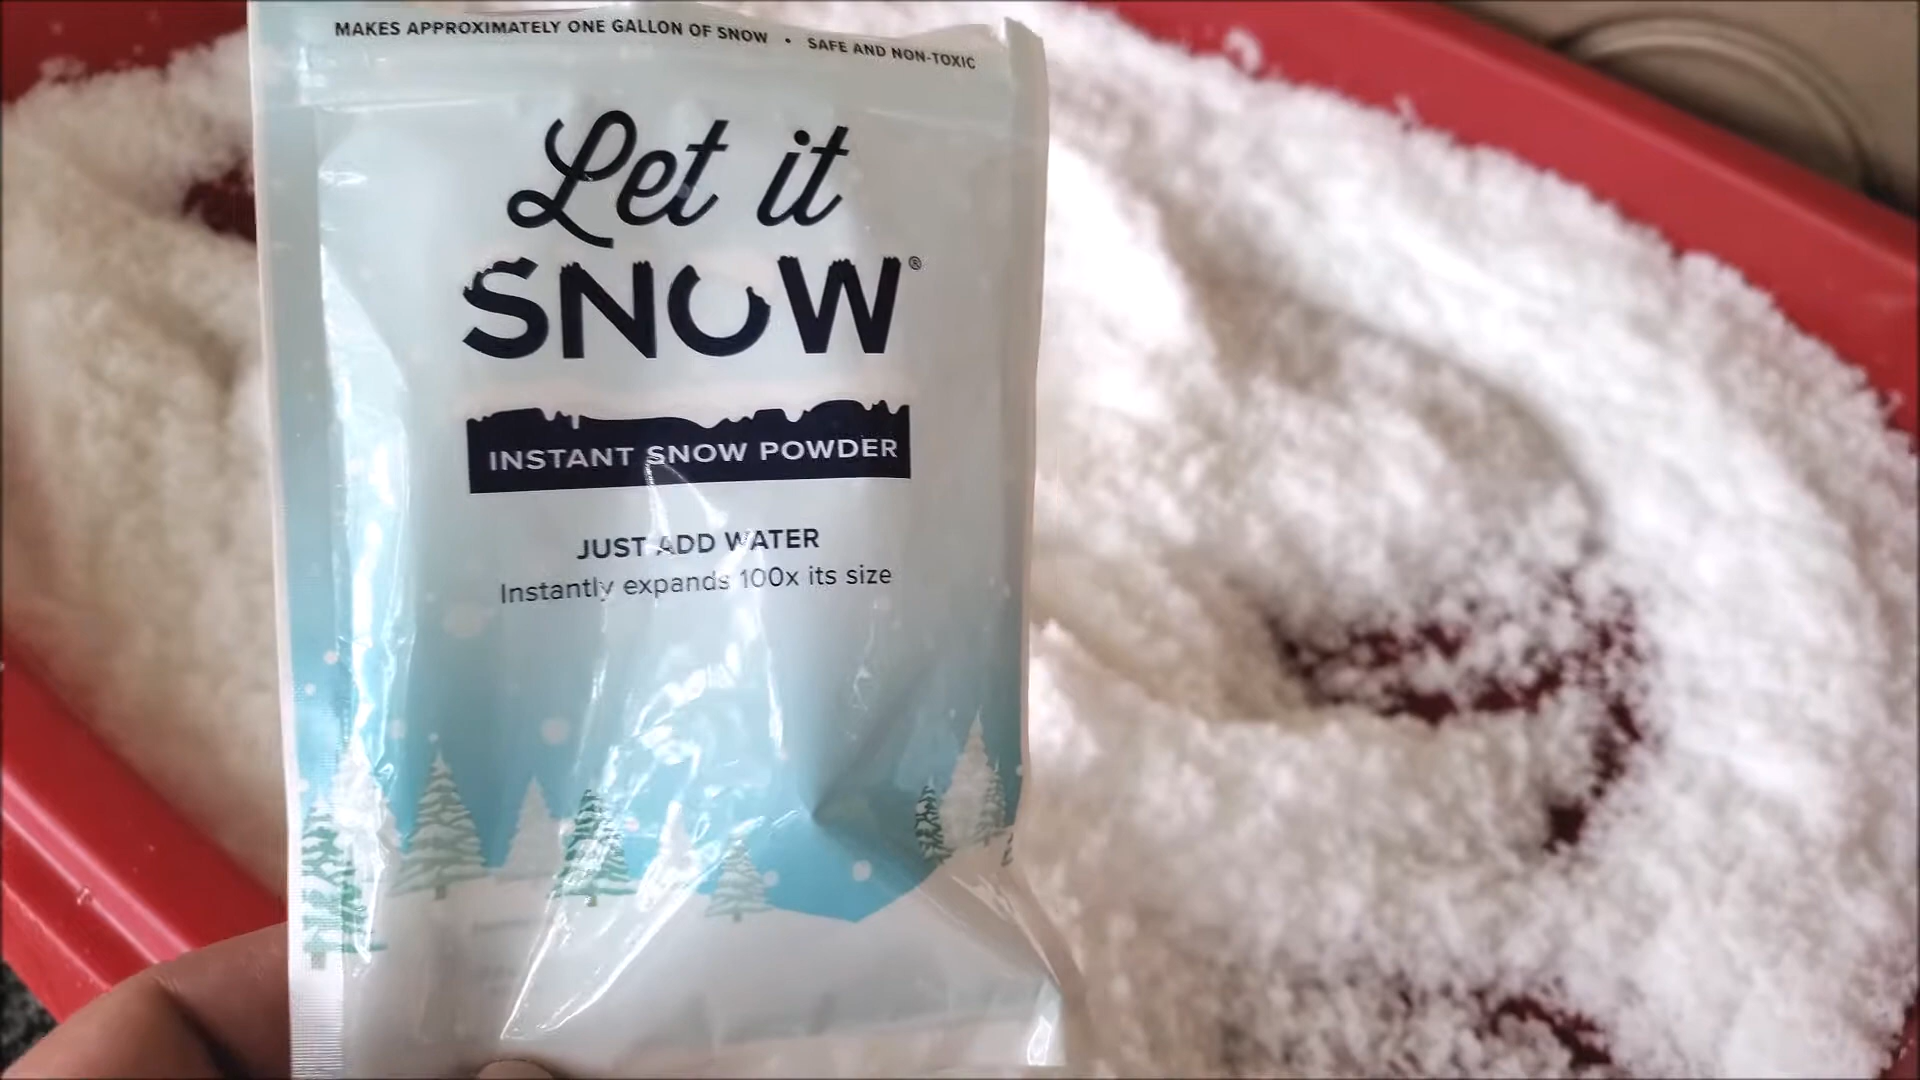 MAKES APPROXIMATELY ONE GALLON OF SNOW • SAFE AND NON-TOXIC
Let it
SNOW®
INSTANT SNOW POWDER
JUST ADD WATER
Instantly expands 100x its size